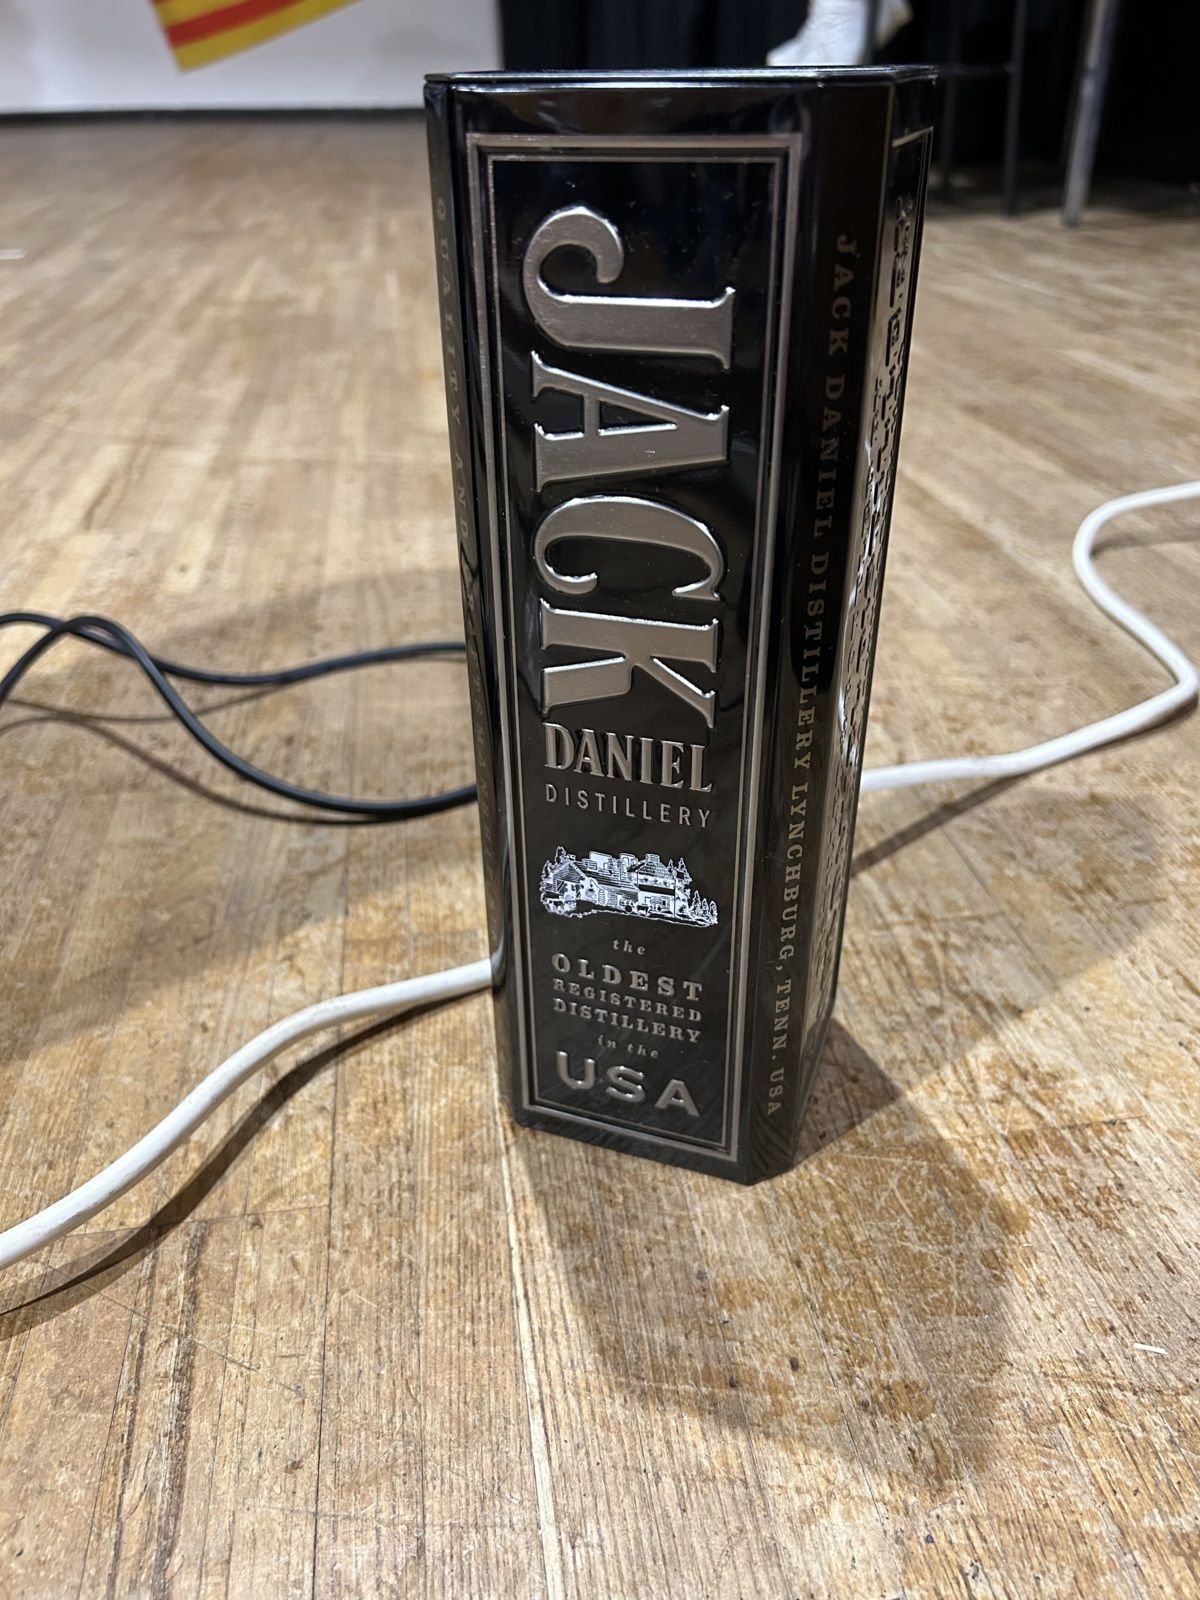 JACK
DANIEL
DISTILLERY
the
OLDEST
REGISTERED
DISTILLERY
in the
USA
JACK DANIEL DISTILLERY LYNCHBURG, TENN. USA
QUALITY AND